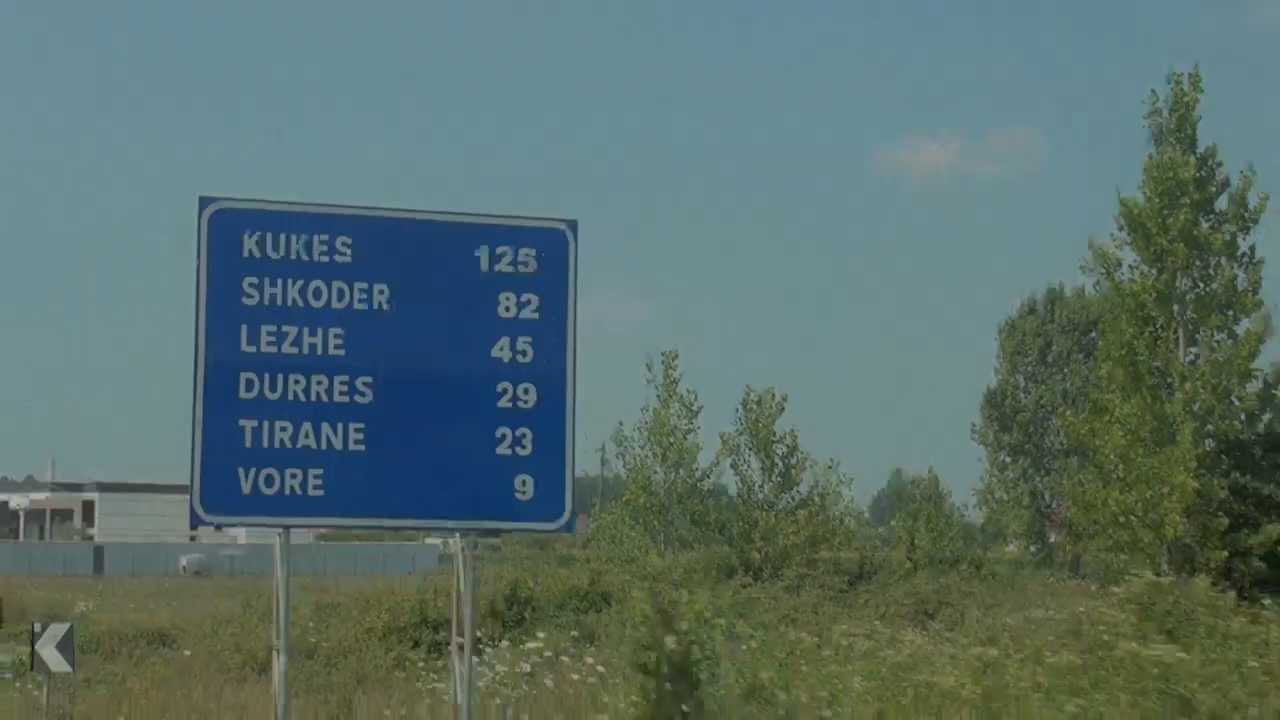 KUKES 125
SHKODER 82
LEZHE 45
DURRES 29
TIRANE 23
VORE 9